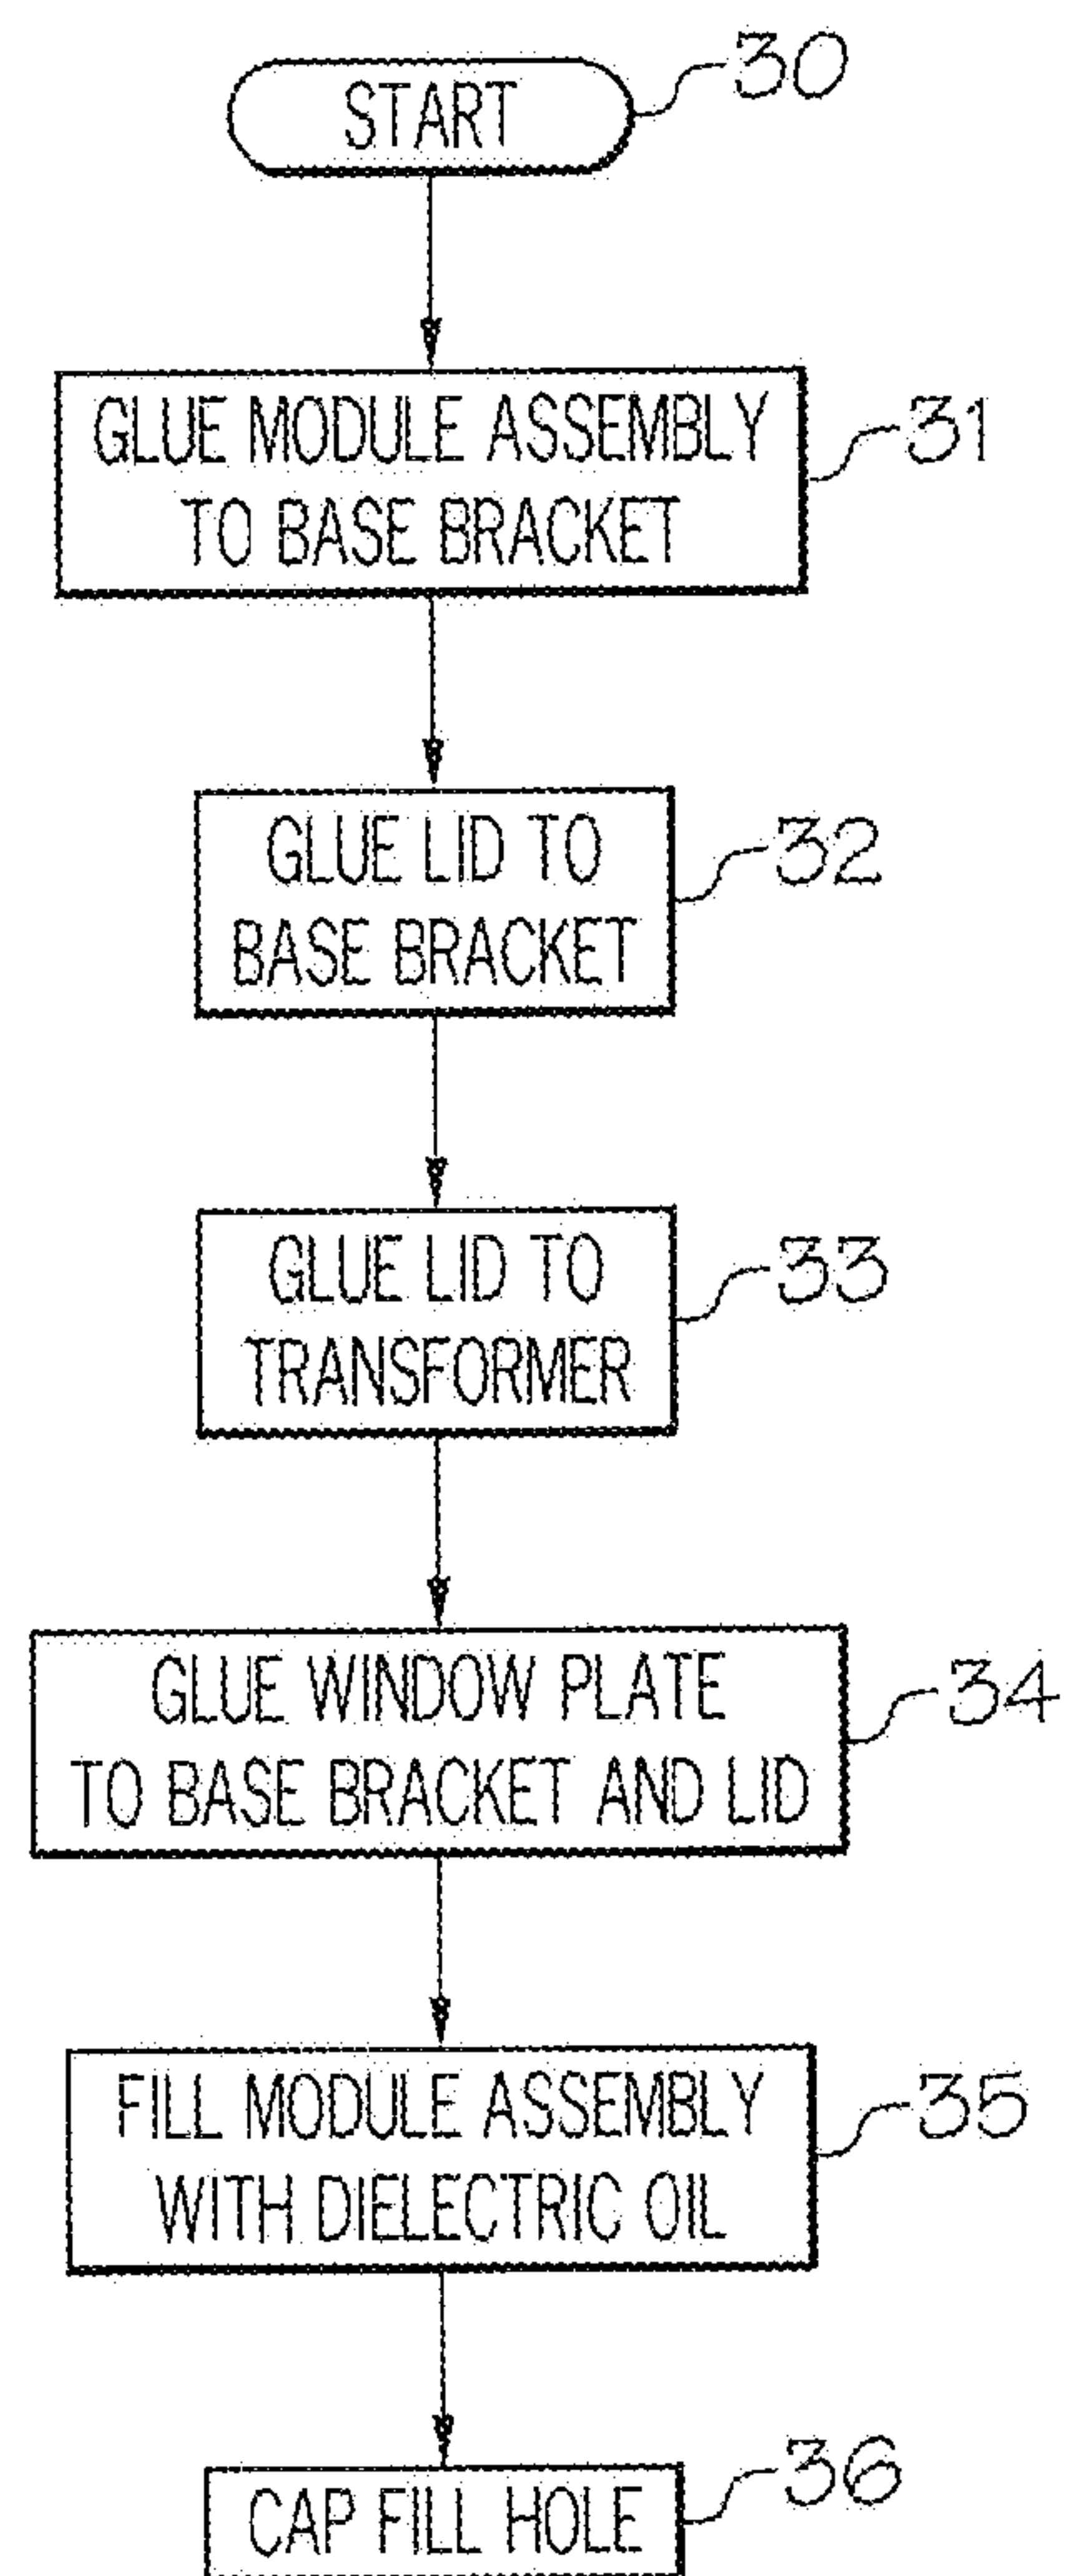 START
30
GLUE MODULE ASSEMBLY
TO BASE BRACKET
31
GLUE LID TO
BASE BRACKET
32
GLUE LID TO
TRANSFORMER
33
GLUE WINDOW PLATE
TO BASE BRACKET AND LID
34
FILL MODULE ASSEMBLY
WITH DIELECTRIC OIL
35
CAP FILL HOLE
36